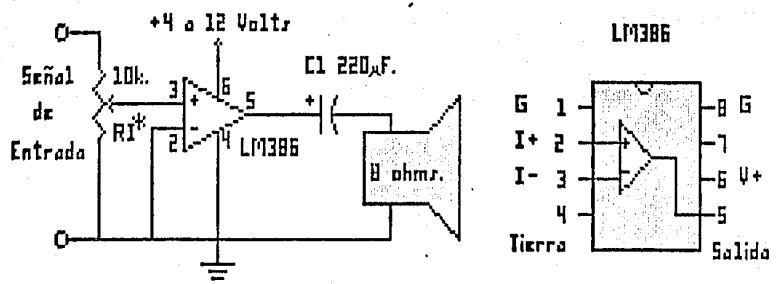 +4 a 12 Volts
Señal
de
Entrada
10k.
R1*
3
+
6
5
-
2
4
LM386
C1 220µF.
+
8 ohms.
LM386
G 1
8 G
I+ 2
+
7
I- 3
-
6 V+
4
5
Tierra
Salida